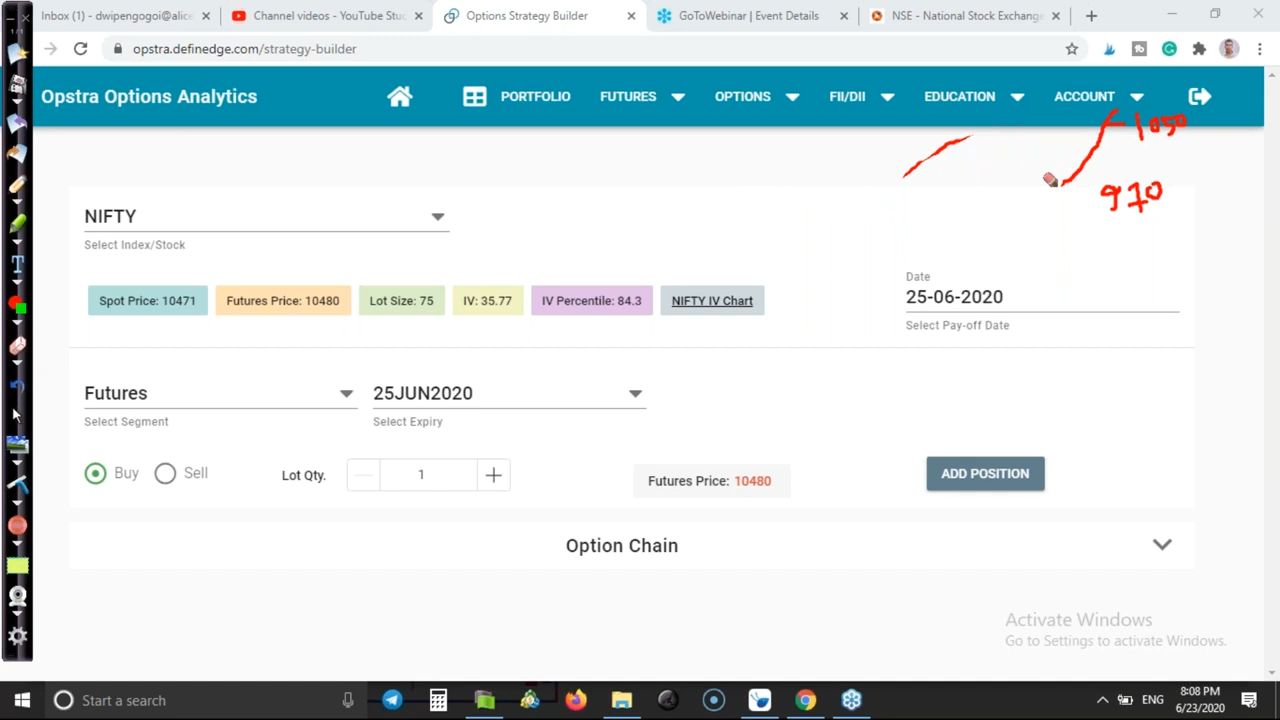 Inbox (1) - dwipengogoi@alice
Channel videos - YouTube Stud
Options Strategy Builder
GoToWebinar | Event Details
NSE - National Stock Exchange
1/1
opstra.definedge.com/strategy-builder
Opstra Options Analytics
PORTFOLIO
FUTURES
OPTIONS
FII/DII
EDUCATION
ACCOUNT
1050
970
NIFTY
Select Index/Stock
Date
25-06-2020
Select Pay-off Date
Spot Price: 10471
Futures Price: 10480
Lot Size: 75
IV: 35.77
IV Percentile: 84.3
NIFTY IV Chart
Futures
25JUN2020
Select Segment
Select Expiry
Buy
Sell
Lot Qty.
1
Futures Price: 10480
ADD POSITION
Option Chain
Activate Windows
Go to Settings to activate Windows.
Start a search
ENG
8:08 PM
6/23/2020